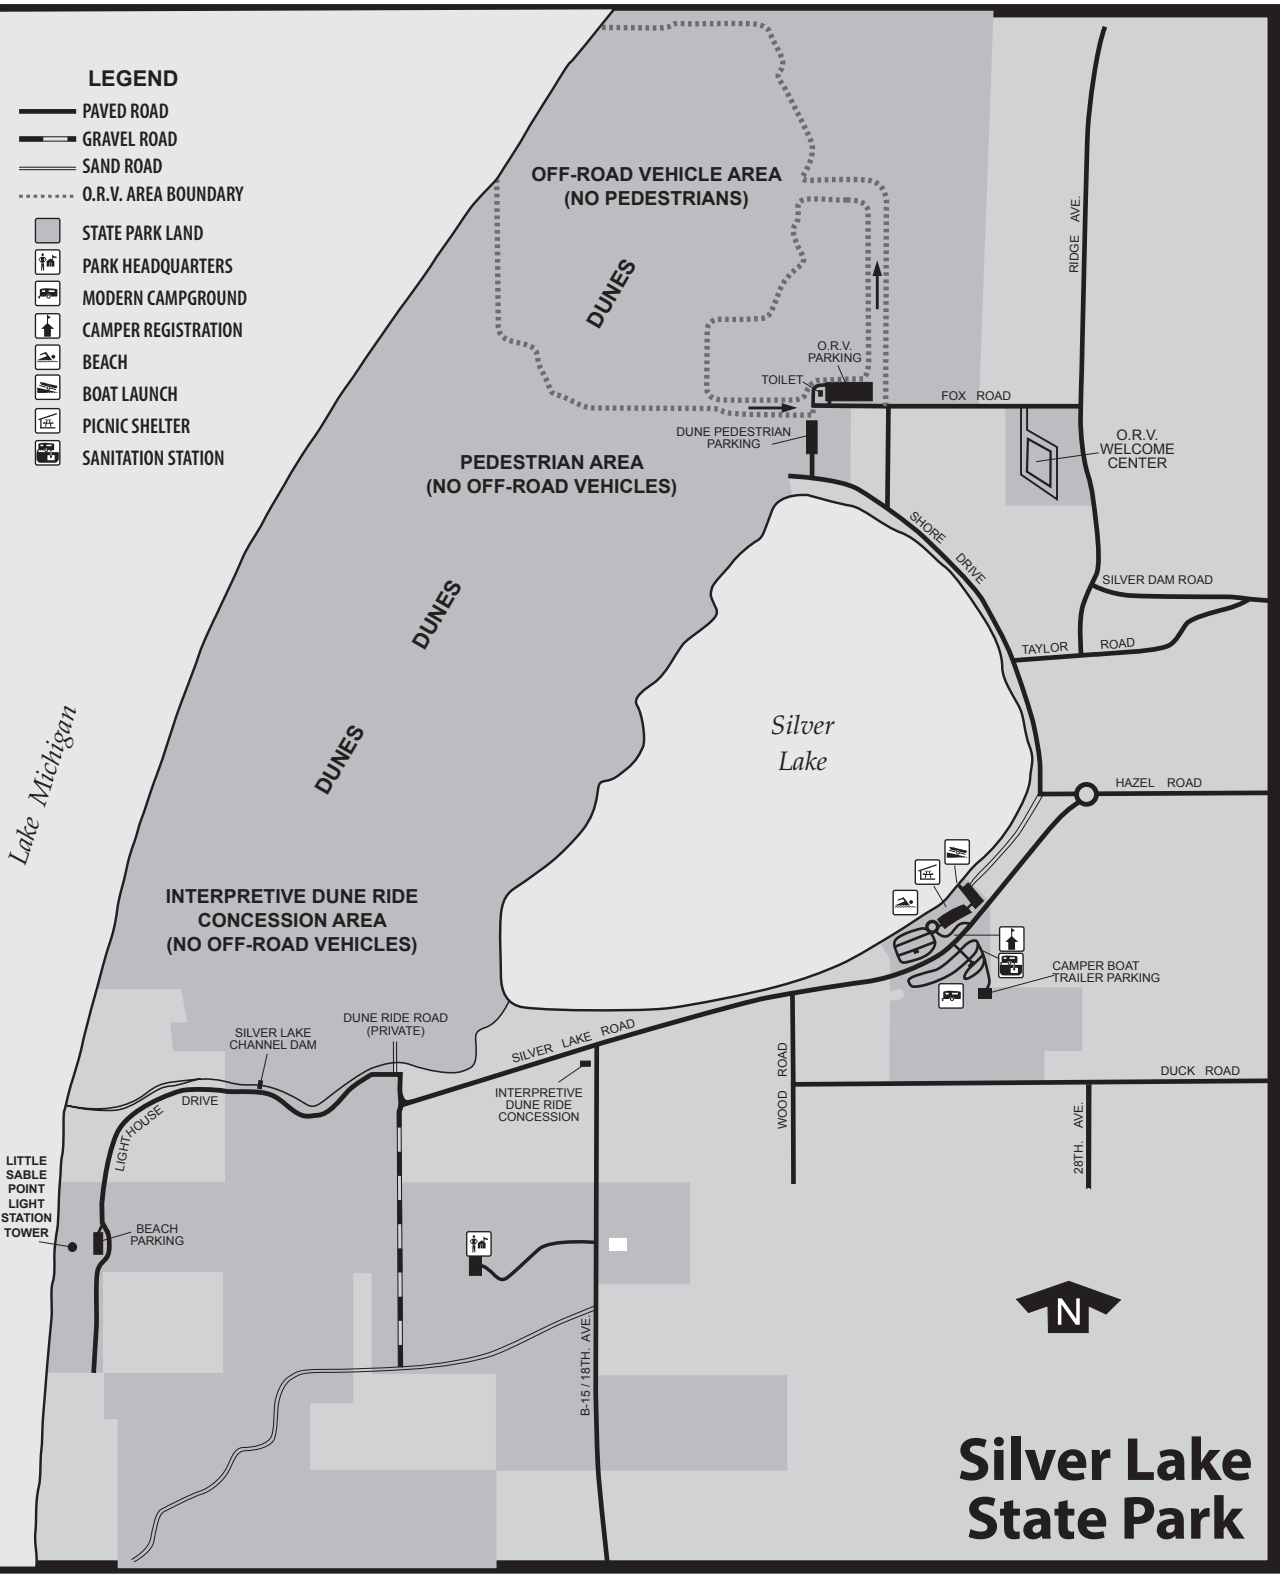 LEGEND
PAVED ROAD
GRAVEL ROAD
SAND ROAD
O.R.V. AREA BOUNDARY
STATE PARK LAND
PARK HEADQUARTERS
MODERN CAMPGROUND
CAMPER REGISTRATION
BEACH
BOAT LAUNCH
PICNIC SHELTER
SANITATION STATION
OFF-ROAD VEHICLE AREA
(NO PEDESTRIANS)
DUNES
RIDGE AVE.
O.R.V.
PARKING
TOILET
FOX ROAD
DUNE PEDESTRIAN
PARKING
O.R.V.
WELCOME
CENTER
PEDESTRIAN AREA
(NO OFF-ROAD VEHICLES)
SHORE DRIVE
DUNES
SILVER DAM ROAD
TAYLOR ROAD
Silver
Lake
DUNES
Lake Michigan
HAZEL ROAD
INTERPRETIVE DUNE RIDE
CONCESSION AREA
(NO OFF-ROAD VEHICLES)
CAMPER BOAT
TRAILER PARKING
DUNE RIDE ROAD
(PRIVATE)
SILVER LAKE
CHANNEL DAM
SILVER LAKE ROAD
WOOD ROAD
DUCK ROAD
INTERPRETIVE
DUNE RIDE
CONCESSION
LIGHTHOUSE DRIVE
28TH. AVE.
LITTLE
SABLE
POINT
LIGHT
STATION
TOWER
BEACH
PARKING
B-15 / 18TH. AVE.
N
Silver Lake
State Park